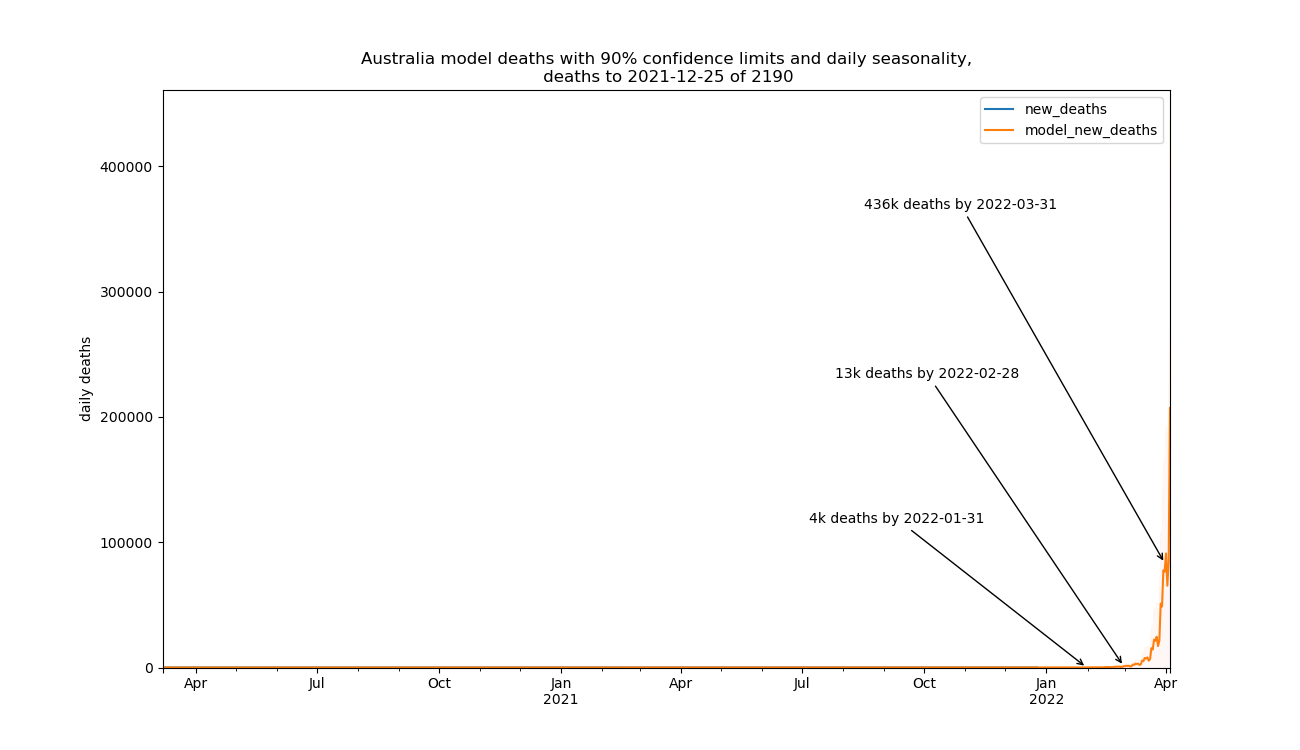 Australia model deaths with 90% confidence limits and daily seasonality,
deaths to 2021-12-25 of 2190
new_deaths
model_new_deaths
400000
436k deaths by 2022-03-31
300000
daily deaths
13k deaths by 2022-02-28
200000
4k deaths by 2022-01-31
100000
0
Apr Jul Oct Jan Apr Jul Oct Jan Apr
2021 2022